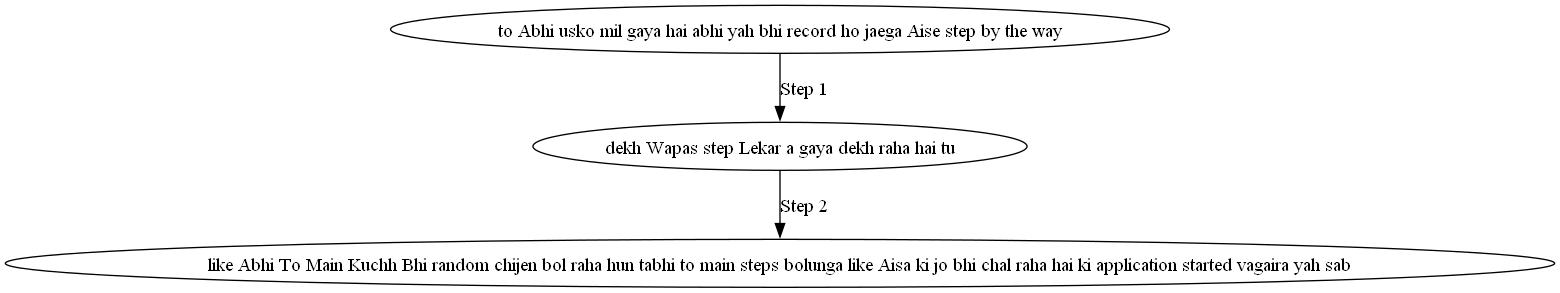 to Abhi usko mil gaya hai abhi yah bhi record ho jaega Aise step by the way
Step 1
dekh Wapas step Lekar a gaya dekh raha hai tu
Step 2
like Abhi To Main Kuchh Bhi random chijen bol raha hun tabhi to main steps bolunga like Aisa ki jo bhi chal raha hai ki application started vagaira yah sab